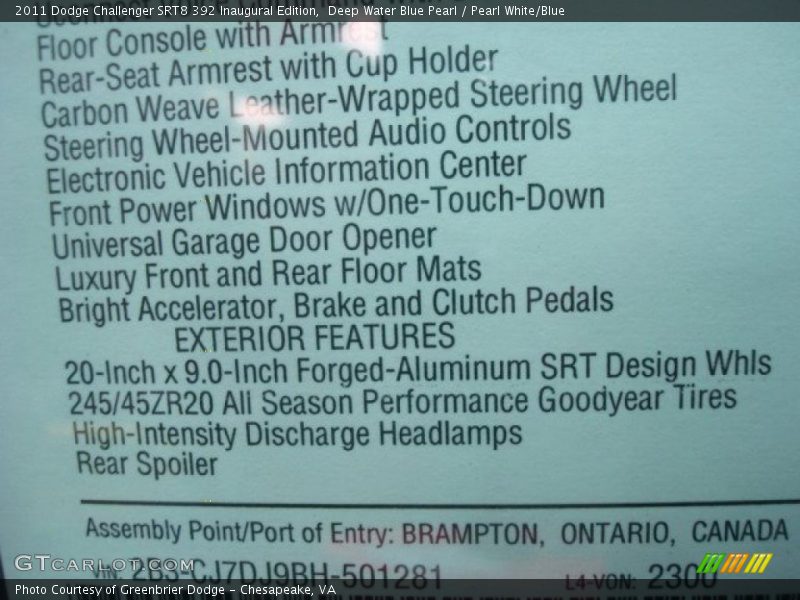 2011 Dodge Challenger SRT8 392 Inaugural Edition, Deep Water Blue Pearl / Pearl White/Blue
Floor Console with Armrest
Rear-Seat Armrest with Cup Holder
Carbon Weave Leather-Wrapped Steering Wheel
Steering Wheel-Mounted Audio Controls
Electronic Vehicle Information Center
Front Power Windows w/One-Touch-Down
Universal Garage Door Opener
Luxury Front and Rear Floor Mats
Bright Accelerator, Brake and Clutch Pedals
EXTERIOR FEATURES
20-Inch x 9.0-Inch Forged-Aluminum SRT Design Whls
245/45ZR20 All Season Performance Goodyear Tires
High-Intensity Discharge Headlamps
Rear Spoiler
Assembly Point/Port of Entry: BRAMPTON, ONTARIO, CANADA
VIN: 2B3-CJ7DJ9BH-501281 L4-VON: 2300
GTCARLOT.COM
Photo Courtesy of Greenbrier Dodge – Chesapeake, VA